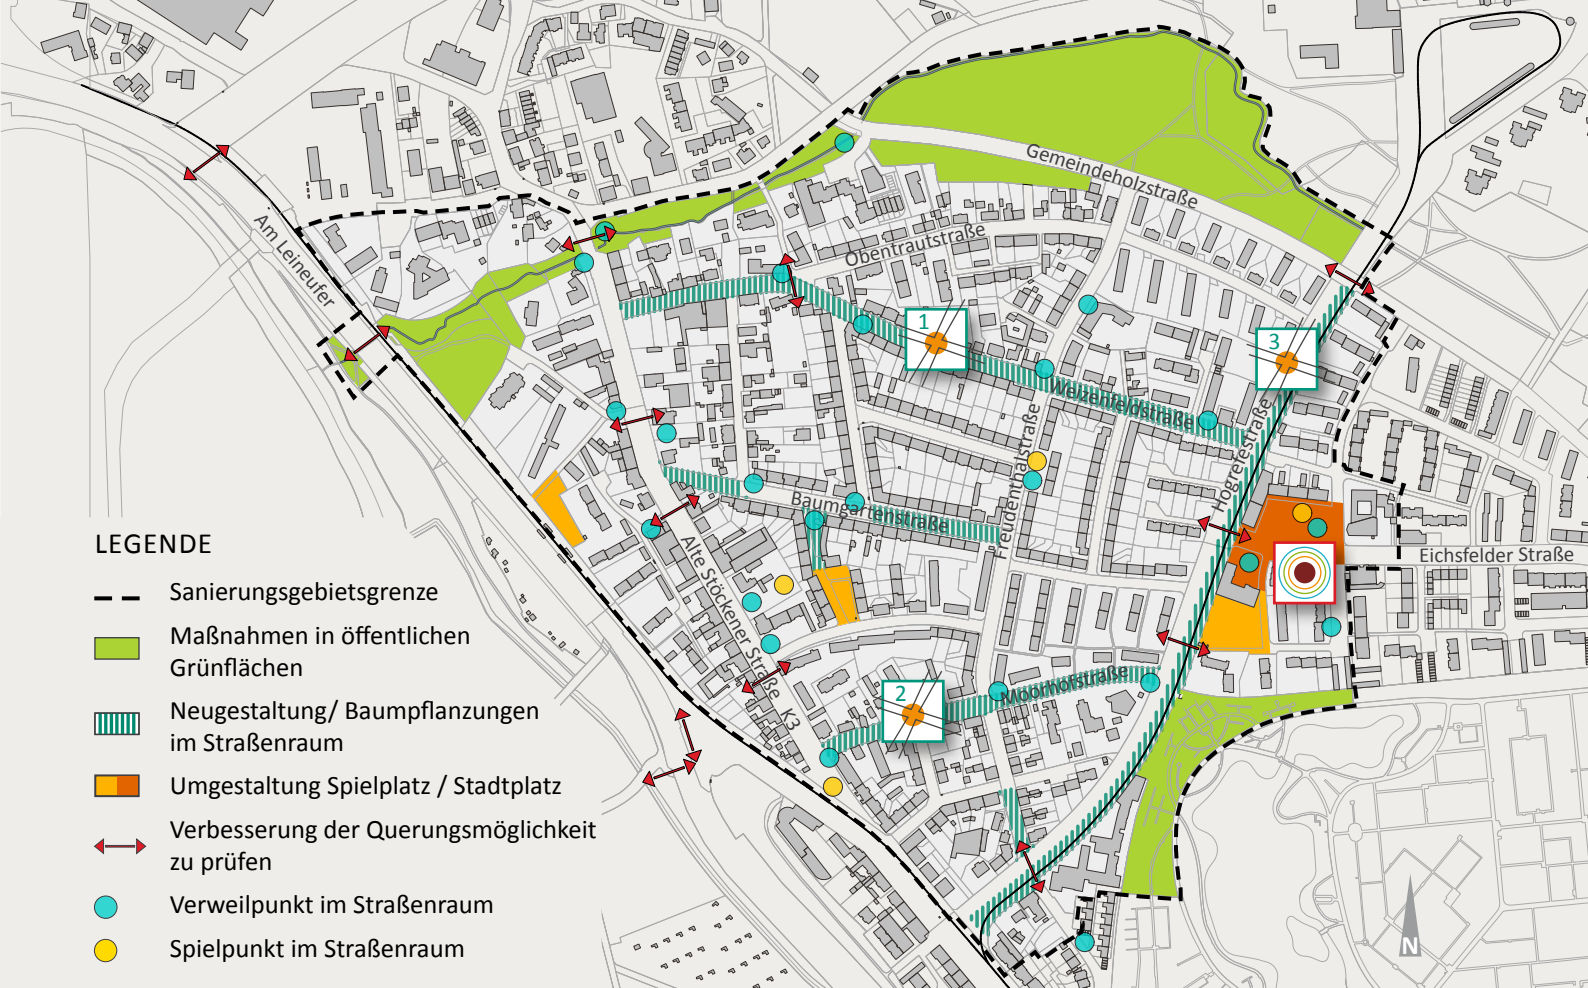 Gemeindeholzstraße
Obentrautstraße
Am Leineufer
1
3
Weizenfeldstraße
Hogrefestraße
Freudenthalstraße
Baumgartenstraße
Eichsfelder Straße
Alte Stöckener Straße K3
Moorhofstraße
2
LEGENDE
Sanierungsgebietsgrenze
Maßnahmen in öffentlichen
Grünflächen
Neugestaltung/ Baumpflanzungen
im Straßenraum
Umgestaltung Spielplatz / Stadtplatz
Verbesserung der Querungsmöglichkeit
zu prüfen
Verweilpunkt im Straßenraum
Spielpunkt im Straßenraum
N